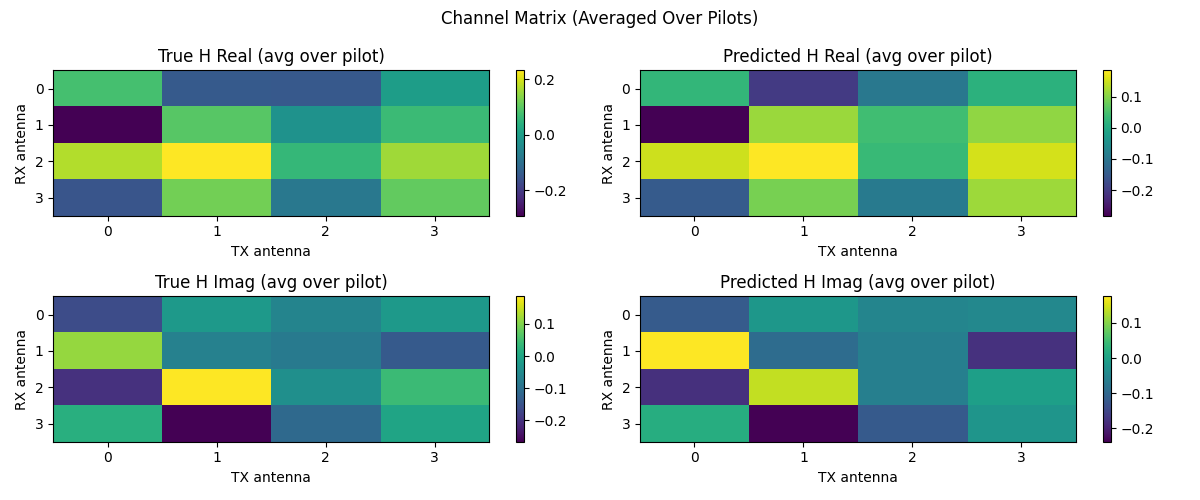 Channel Matrix (Averaged Over Pilots)
True H Real (avg over pilot)
RX antenna
0
1
2
3
0 1 2 3
TX antenna
0.2
0.0
−0.2
Predicted H Real (avg over pilot)
RX antenna
0
1
2
3
0 1 2 3
TX antenna
0.1
0.0
−0.1
−0.2
True H Imag (avg over pilot)
RX antenna
0
1
2
3
0 1 2 3
TX antenna
0.1
0.0
−0.1
−0.2
Predicted H Imag (avg over pilot)
RX antenna
0
1
2
3
0 1 2 3
TX antenna
0.1
0.0
−0.1
−0.2